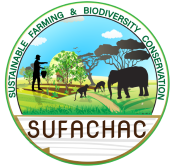 SUSTAINABLE FARMING & BIODIVERSITY CONSERVATION
SUFACHAC